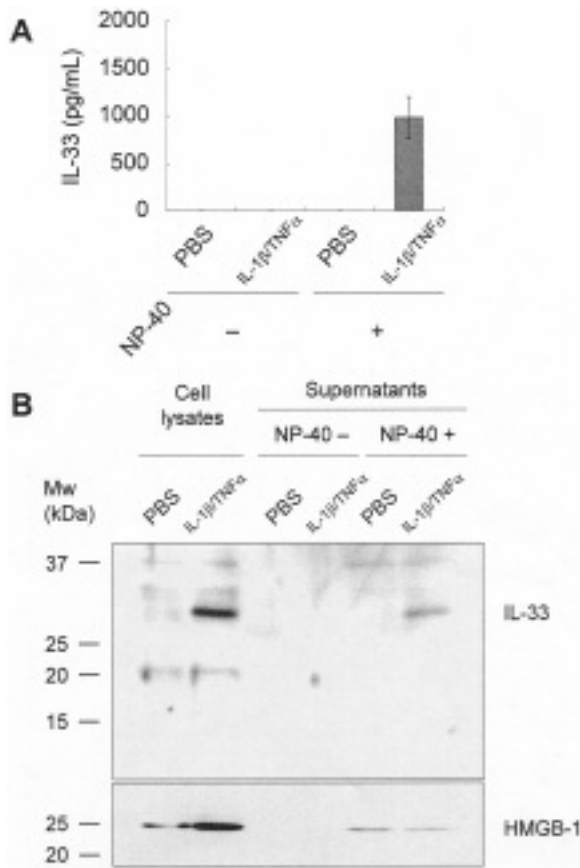 A
2000
1500
1000
500
0
IL-33 (pg/mL)
PBS
IL-1β/TNFα
PBS
IL-1β/TNFα
NP-40
–
+
B
Cell
lysates
Supernatants
NP-40 –
NP-40 +
Mw
(kDa)
PBS
IL-1β/TNFα
PBS
IL-1β/TNFα
PBS
IL-1β/TNFα
37
25
20
15
IL-33
25
20
HMGB-1